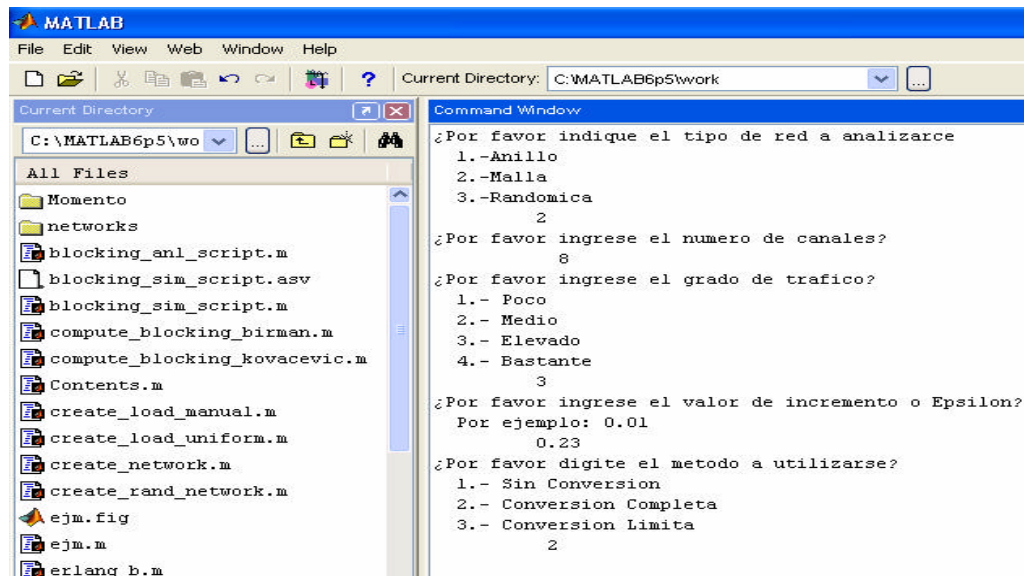 MATLAB
File Edit View Web Window Help
? Current Directory: C:\MATLAB6p5\work ...
Current Directory
C:\MATLAB6p5\wo ...
All Files
Momento
networks
blocking_anl_script.m
blocking_sim_script.asv
blocking_sim_script.m
compute_blocking_birman.m
compute_blocking_kovacevic.m
Contents.m
create_load_manual.m
create_load_uniform.m
create_network.m
create_rand_network.m
ejm.fig
ejm.m
erlang_b.m
Command Window
¿Por favor indique el tipo de red a analizarce
1.-Anillo
2.-Malla
3.-Randomica
2
¿Por favor ingrese el numero de canales?
8
¿Por favor ingrese el grado de trafico?
1.- Poco
2.- Medio
3.- Elevado
4.- Bastante
3
¿Por favor ingrese el valor de incremento o Epsilon?
Por ejemplo: 0.01
0.23
¿Por favor digite el metodo a utilizarse?
1.- Sin Conversion
2.- Conversion Completa
3.- Conversion Limita
2